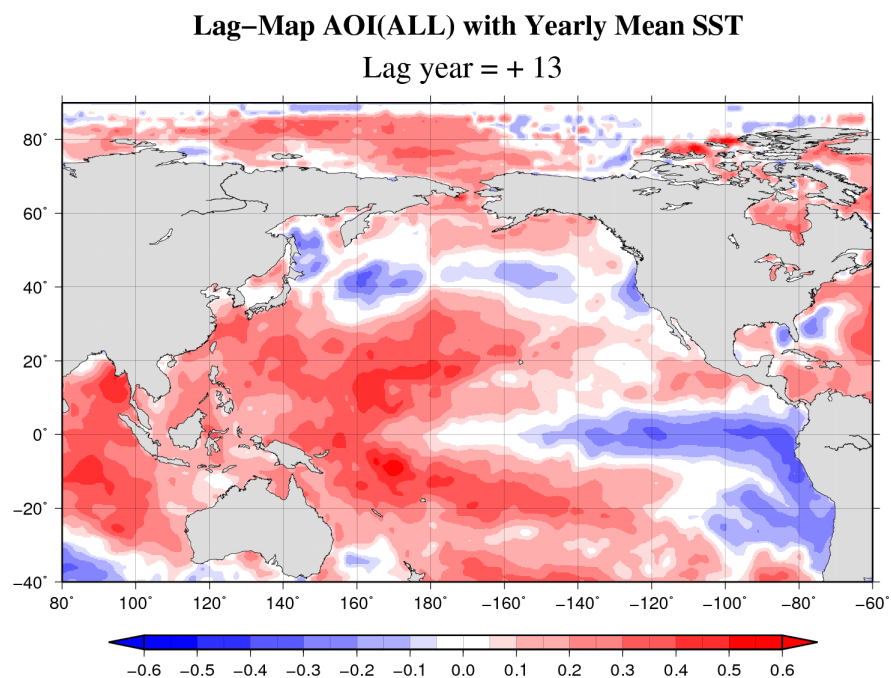 Lag−Map AOI(ALL) with Yearly Mean SST
Lag year = + 13
80˚
60˚
40˚
20˚
0˚
−20˚
−40˚
80 100 120 140 160 180 −160˚ −140˚ −120˚ −100˚ −80˚ −60˚
−0.6 −0.5 −0.4 −0.3 −0.2 −0.1 0.0 0.1 0.2 0.3 0.4 0.5 0.6